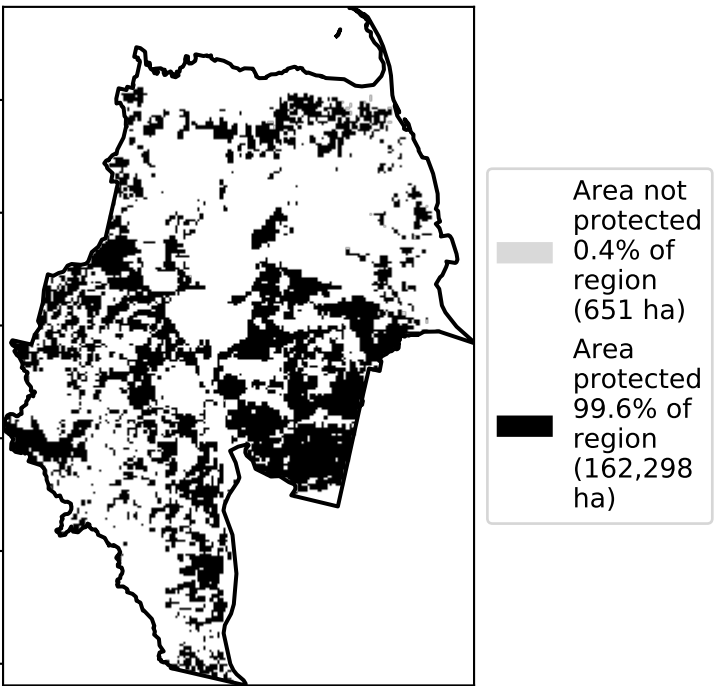 Area not
protected
0.4% of
region
(651 ha)
Area
protected
99.6% of
region
(162,298
ha)